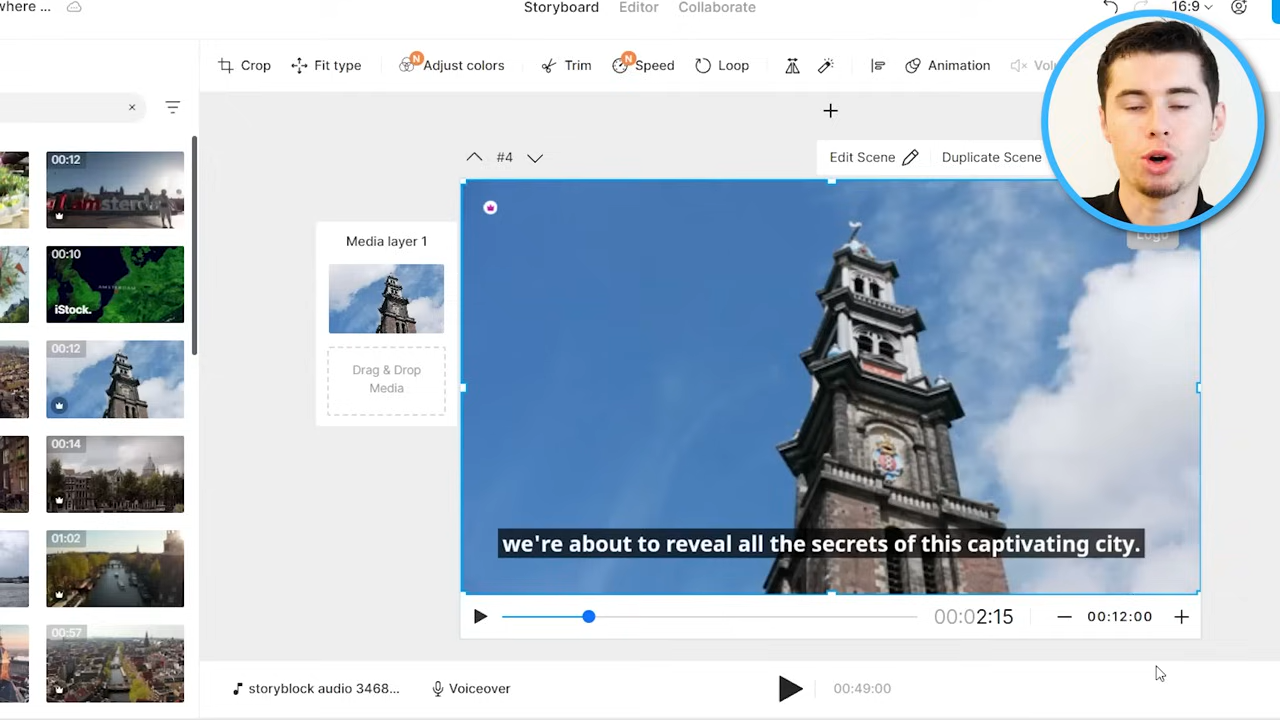 where ...
Storyboard Editor Collaborate
16:9
Crop Fit type Adjust colors Trim Speed Loop Animation
N
N
#4
Edit Scene Duplicate Scene
Media layer 1
Drag & Drop
Media
Logo
00:12
I amsterdam
00:10
AMSTERDAM
iStock.
00:12
00:14
01:02
00:57
we're about to reveal all the secrets of this captivating city.
00:02:15
00:12:00
storyblock audio 3468... Voiceover
00:49:00